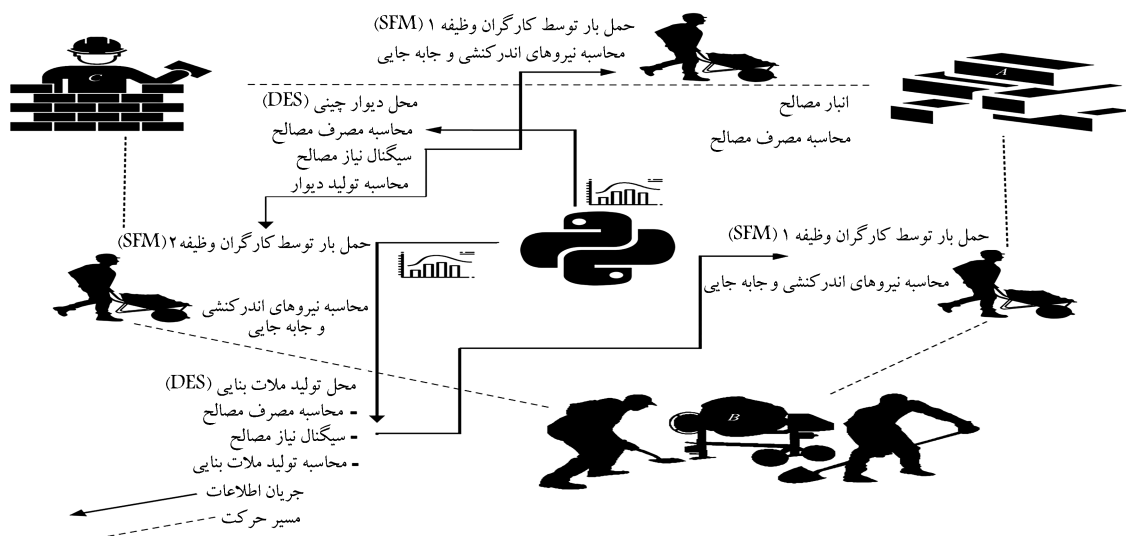 حمل بار توسط کارگران وظیفه ۱ (SFM)
محاسبه نیروهای اندرکنشی و جابه جایی
C
A
محل دیوار چینی (DES)
محاسبه مصرف مصالح
سیگنال نیاز مصالح
محاسبه تولید دیوار
انبار مصالح
محاسبه مصرف مصالح
حمل بار توسط کارگران وظیفه ۱ (SFM)
محاسبه نیروهای اندرکنشی و جابه جایی
حمل بار توسط کارگران وظیفه ۲ (SFM)
محاسبه نیروهای اندرکنشی
و جابه جایی
B
محل تولید ملات بنایی (DES)
- محاسبه مصرف مصالح
- سیگنال نیاز مصالح
- محاسبه تولید ملات بنایی
جریان اطلاعات
مسیر حرکت